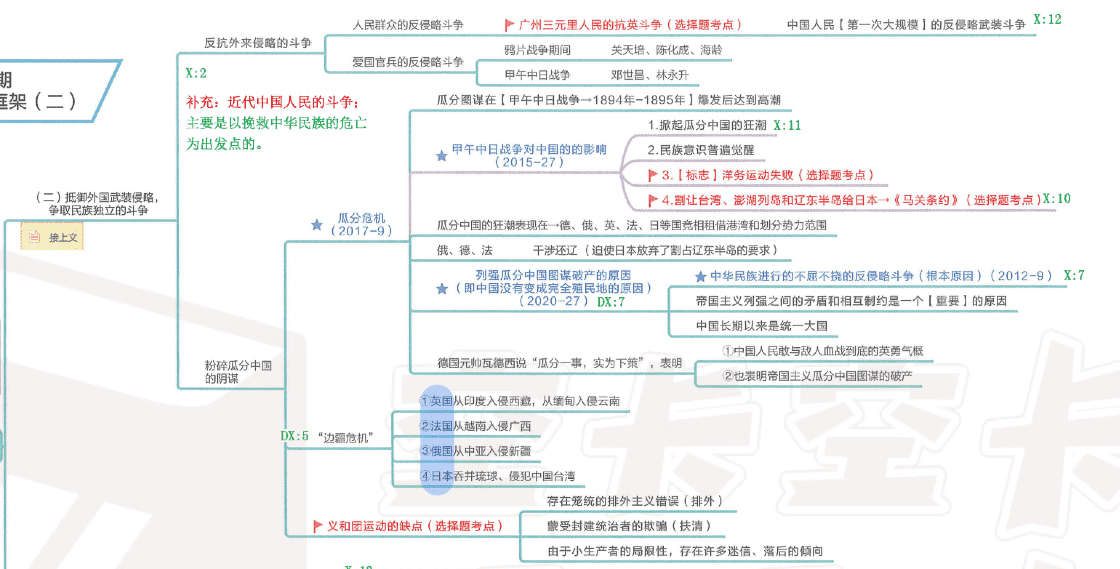 期
框架（二）
（二）抵御外国武装侵略，
争取民族独立的斗争
接上文
反抗外来侵略的斗争
X:2
补充：近代中国人民的斗争；
主要是以挽救中华民族的危亡
为出发点的。
人民群众的反侵略斗争
广州三元里人民的抗英斗争（选择题考点）
中国人民【第一次大规模】的反侵略武装斗争
X:12
爱国官兵的反侵略斗争
鸦片战争期间
关天培、陈化成、海龄
甲午中日战争
邓世昌、林永升
粉碎瓜分中国
的阴谋
瓜分危机
（2017-9）
瓜分图谋在【甲午中日战争→1894年-1895年】爆发后达到高潮
甲午中日战争对中国的的影响
（2015-27）
1.掀起瓜分中国的狂潮
X:11
2.民族意识普遍觉醒
3.【标志】洋务运动失败（选择题考点）
4.割让台湾、澎湖列岛和辽东半岛给日本→《马关条约》（选择题考点）
X:10
瓜分中国的狂潮表现在→德、俄、英、法、日等国竞相租借港湾和划分势力范围
俄、德、法
干涉还辽（迫使日本放弃了割占辽东半岛的要求）
列强瓜分中国图谋破产的原因
（即中国没有变成完全殖民地的原因）
（2020-27）
DX:7
中华民族进行的不屈不挠的反侵略斗争（根本原因）（2012-9）
X:7
帝国主义列强之间的矛盾和相互制约是一个【重要】的原因
中国长期以来是统一大国
德国元帅瓦德西说“瓜分一事，实为下策”，表明
①中国人民敢与敌人血战到底的英勇气概
②也表明帝国主义瓜分中国图谋的破产
DX:5
“边疆危机”
①英国从印度入侵西藏，从缅甸入侵云南
②法国从越南入侵广西
③俄国从中亚入侵新疆
④日本吞并琉球、侵犯中国台湾
义和团运动的缺点（选择题考点）
存在笼统的排外主义错误（排外）
蒙受封建统治者的欺骗（扶清）
由于小生产者的局限性，存在许多迷信、落后的倾向